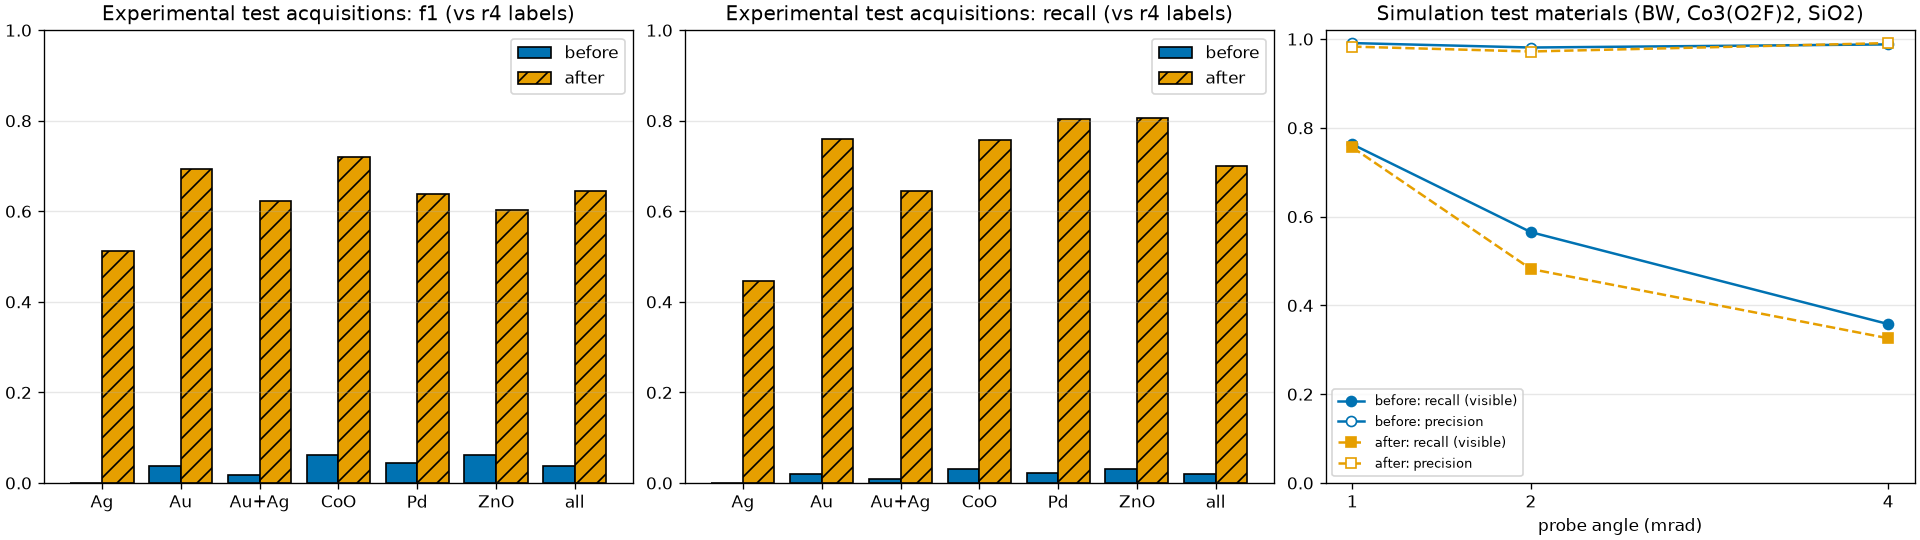 Experimental test acquisitions: f1 (vs r4 labels)
1.0
0.8
0.6
0.4
0.2
0.0
before
after
Ag
Au
Au+Ag
CoO
Pd
ZnO
all
Experimental test acquisitions: recall (vs r4 labels)
1.0
0.8
0.6
0.4
0.2
0.0
before
after
Ag
Au
Au+Ag
CoO
Pd
ZnO
all
Simulation test materials (BW, Co3(O2F)2, SiO2)
1.0
0.8
0.6
0.4
0.2
0.0
before: recall (visible)
before: precision
after: recall (visible)
after: precision
1
2
4
probe angle (mrad)